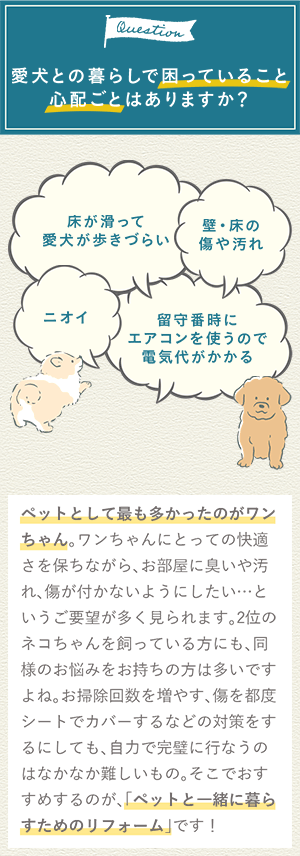 Question
愛犬との暮らしで困っていること
心配ごとはありますか？
床が滑って
愛犬が歩きづらい
壁・床の
傷や汚れ
ニオイ
留守番時に
エアコンを使うので
電気代がかかる
ペットとして最も多かったのがワン
ちゃん。ワンちゃんにとっての快適
さを保ちながら、お部屋に臭いや汚
れ、傷が付かないようにしたい…と
いうご要望が多く見られます。2位の
ネコちゃんを飼っている方にも、同
様のお悩みをお持ちの方は多いです
よね。お掃除回数を増やす、傷を都度
シートでカバーするなどの対策をす
るにしても、自力で完璧に行なうの
はなかなか難しいもの。そこでおす
すめするのが、「ペットと一緒に暮ら
すためのリフォーム」です！